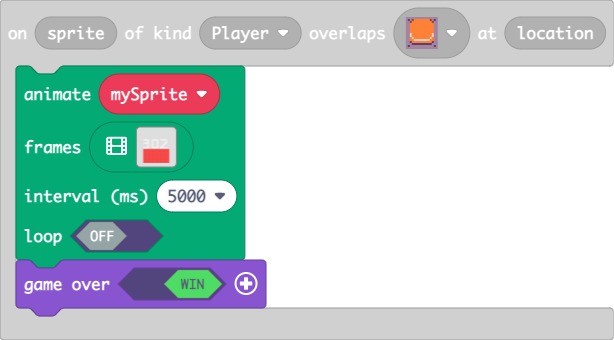 on sprite of kind Player overlaps at location
animate mySprite
frames
interval (ms) 5000
loop OFF
game over WIN